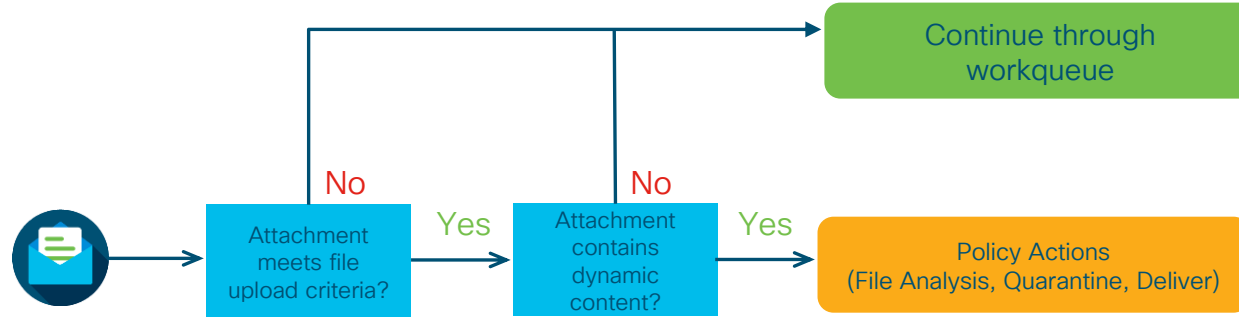 Continue through
workqueue
No
No
Attachment
meets file
upload criteria?
Yes
Attachment
contains
dynamic
content?
Yes
Policy Actions
(File Analysis, Quarantine, Deliver)